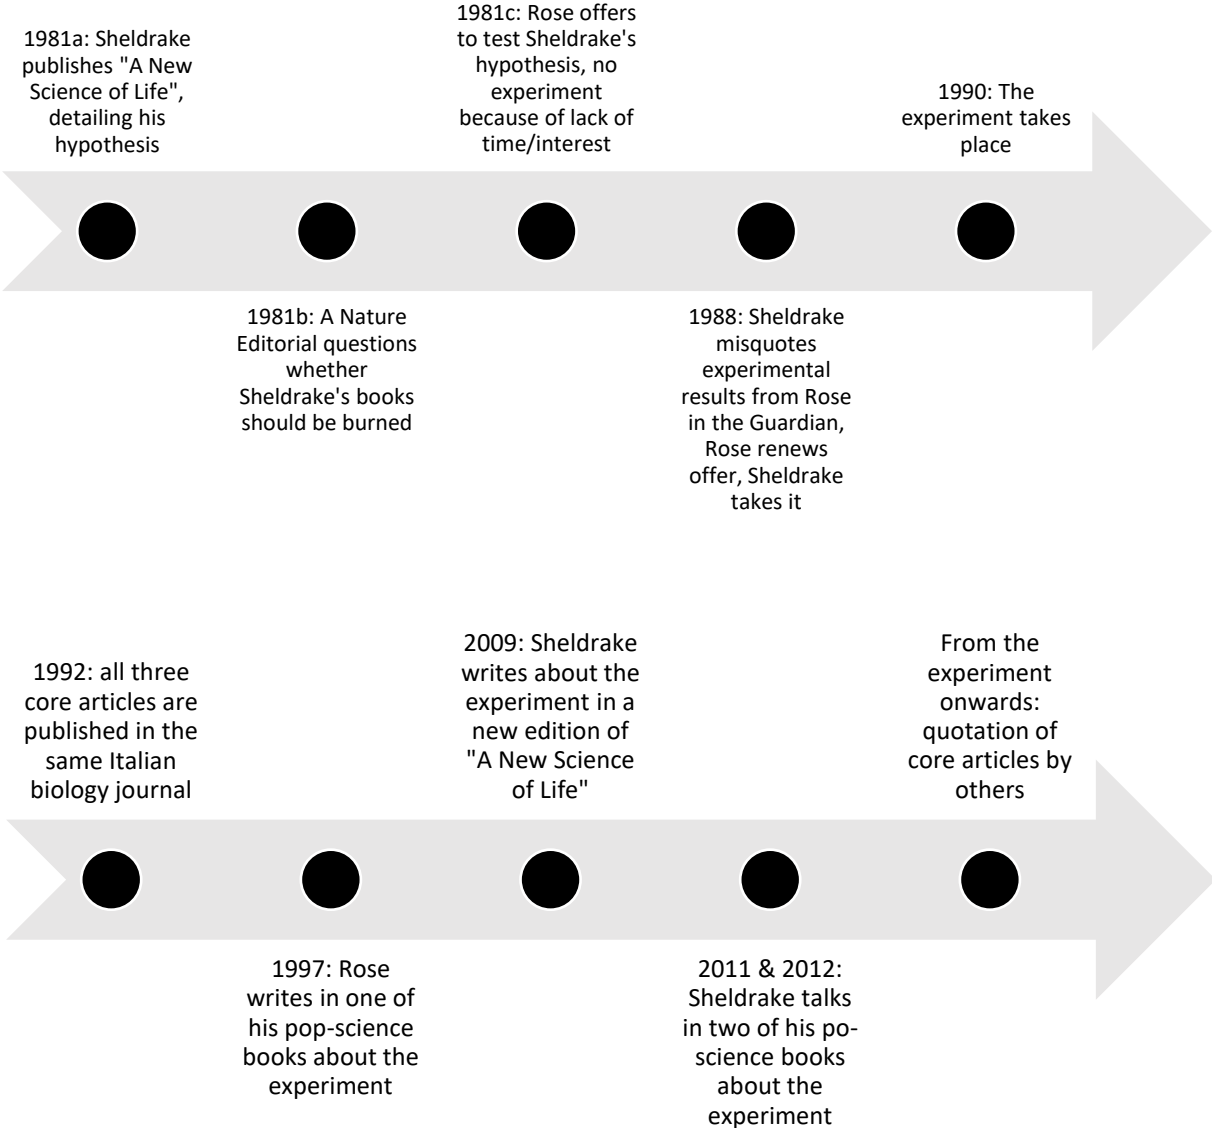 1981a: Sheldrake
publishes "A New
Science of Life",
detailing his
hypothesis
1981b: A Nature
Editorial questions
whether
Sheldrake's books
should be burned
1981c: Rose offers
to test Sheldrake's
hypothesis, no
experiment
because of lack of
time/interest
1988: Sheldrake
misquotes
experimental
results from Rose
in the Guardian,
Rose renews
offer, Sheldrake
takes it
1990: The
experiment takes
place
1992: all three
core articles are
published in the
same Italian
biology journal
1997: Rose
writes in one of
his pop-science
books about the
experiment
2009: Sheldrake
writes about the
experiment in a
new edition of
"A New Science
of Life"
2011 & 2012:
Sheldrake talks
in two of his po-
science books
about the
experiment
From the
experiment
onwards:
quotation of
core articles by
others